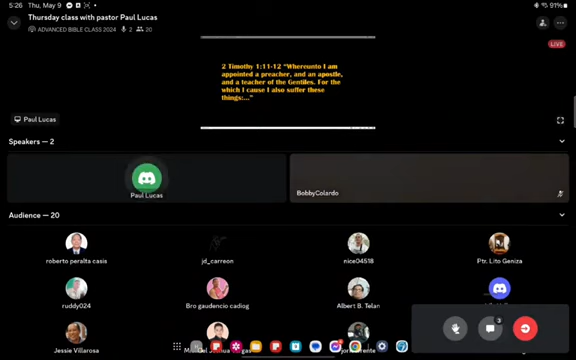 5:26 Thu, May 9
91%
Thursday class with pastor Paul Lucas
ADVANCED BIBLE CLASS 2024 2 20
LIVE
2 Timothy 1:11-12 “Whereunto I am
appointed a preacher, and an apostle,
and a teacher of the Gentiles. For the
which I cause I also suffer these
things:...”
Paul Lucas
Speakers — 2
Paul Lucas
BobbyColardo
Audience — 20
roberto peralta casis
jd_carreon
nice04518
Ptr. Lito Geniza
ruddy024
Bro gaudencio cadiog
Albert B. Telan
3
Jessie Villarosa